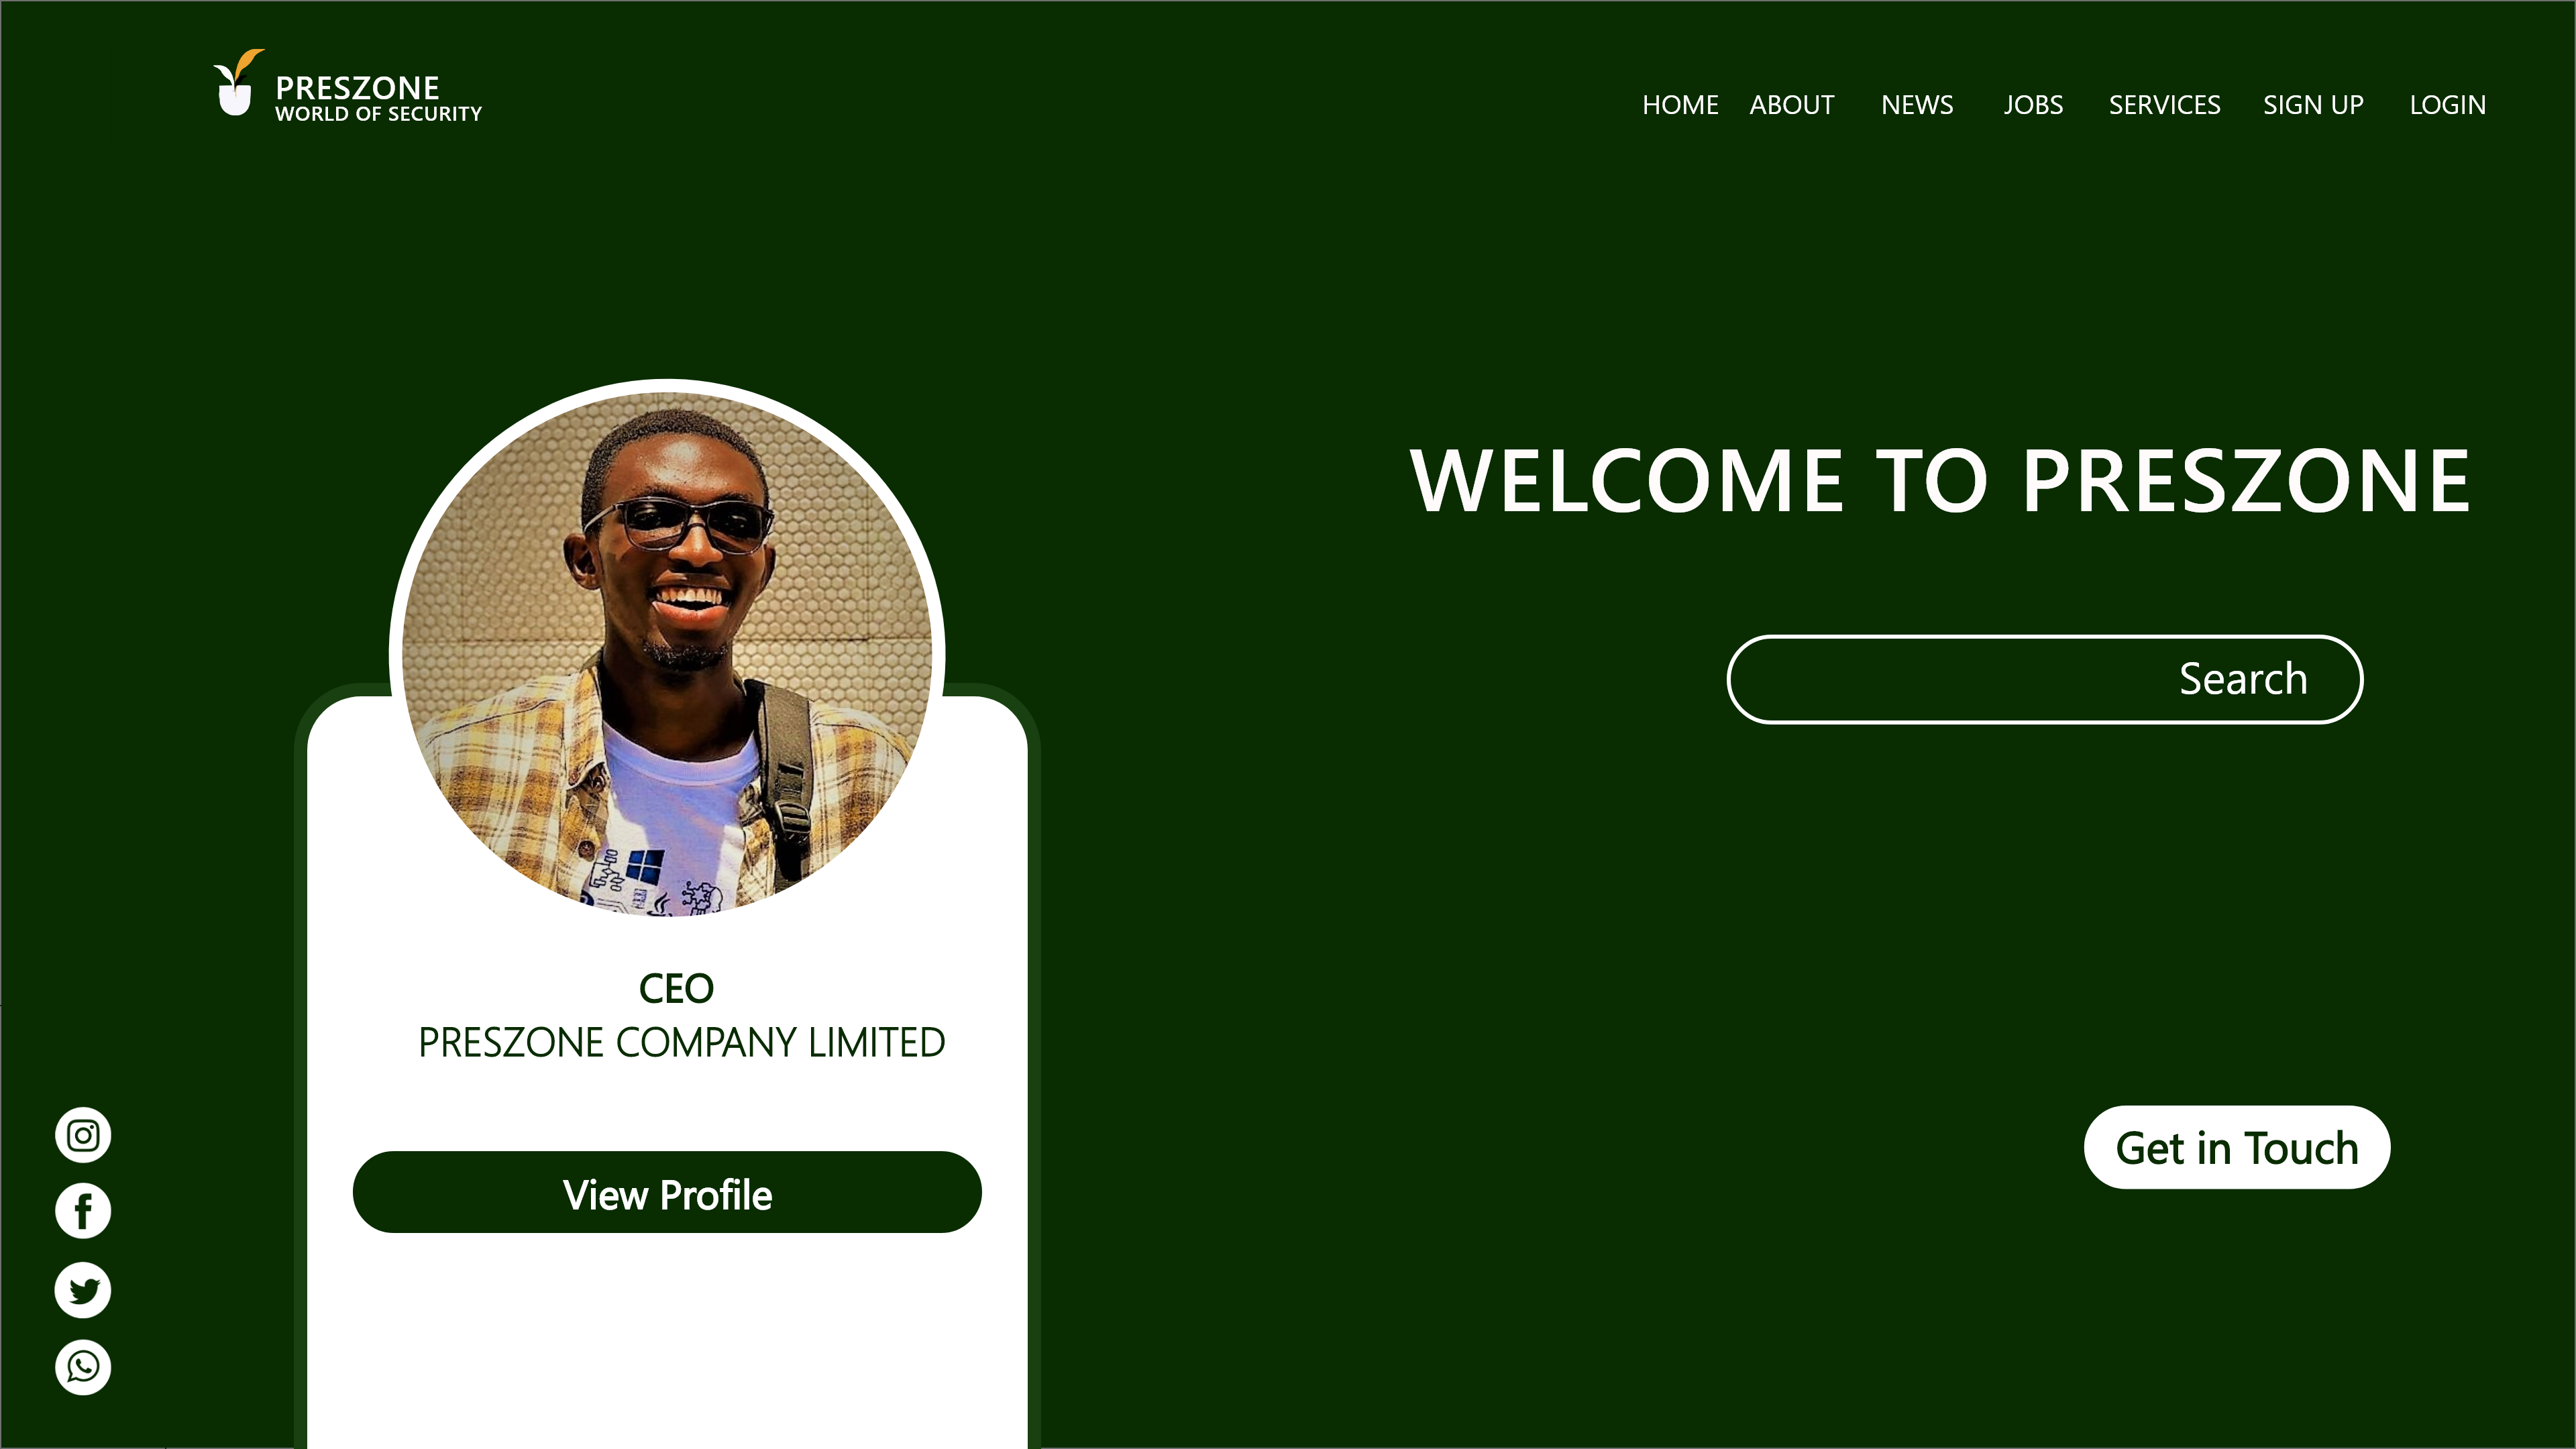 PRESZONE
WORLD OF SECURITY
HOME ABOUT NEWS JOBS SERVICES SIGN UP LOGIN
WELCOME TO PRESZONE
Search
CEO
PRESZONE COMPANY LIMITED
View Profile
Get in Touch